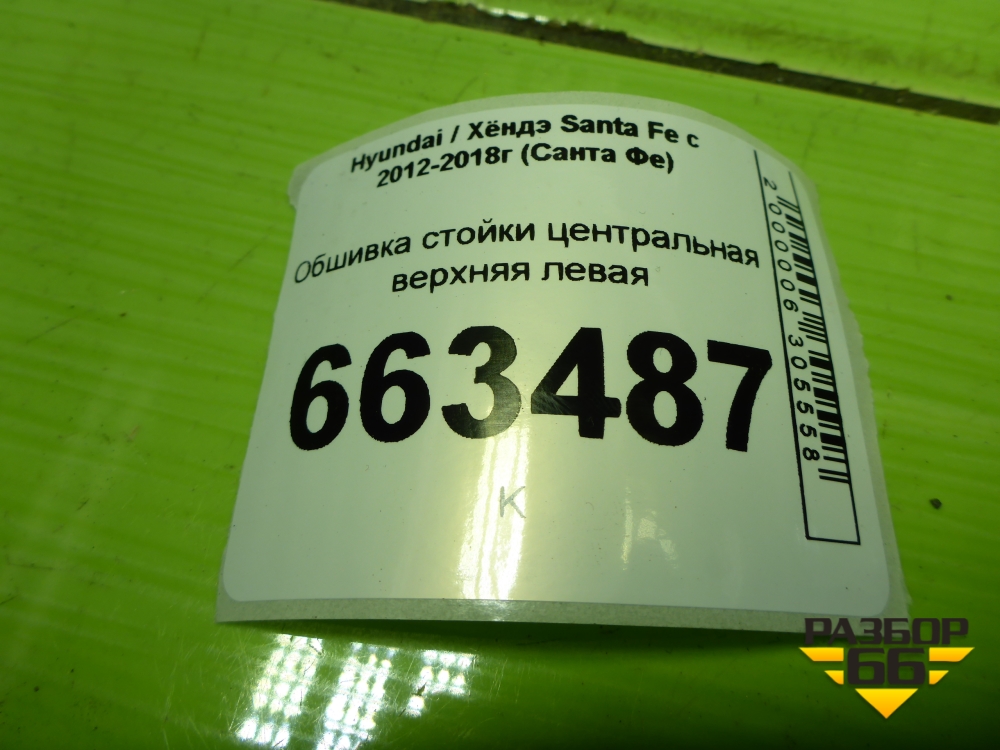 Hyundai / Хёндэ Santa Fe с
2012-2018г (Санта Фе)
Обшивка стойки центральная
верхняя левая
663487
К
2000006305558
РАЗБОР
66